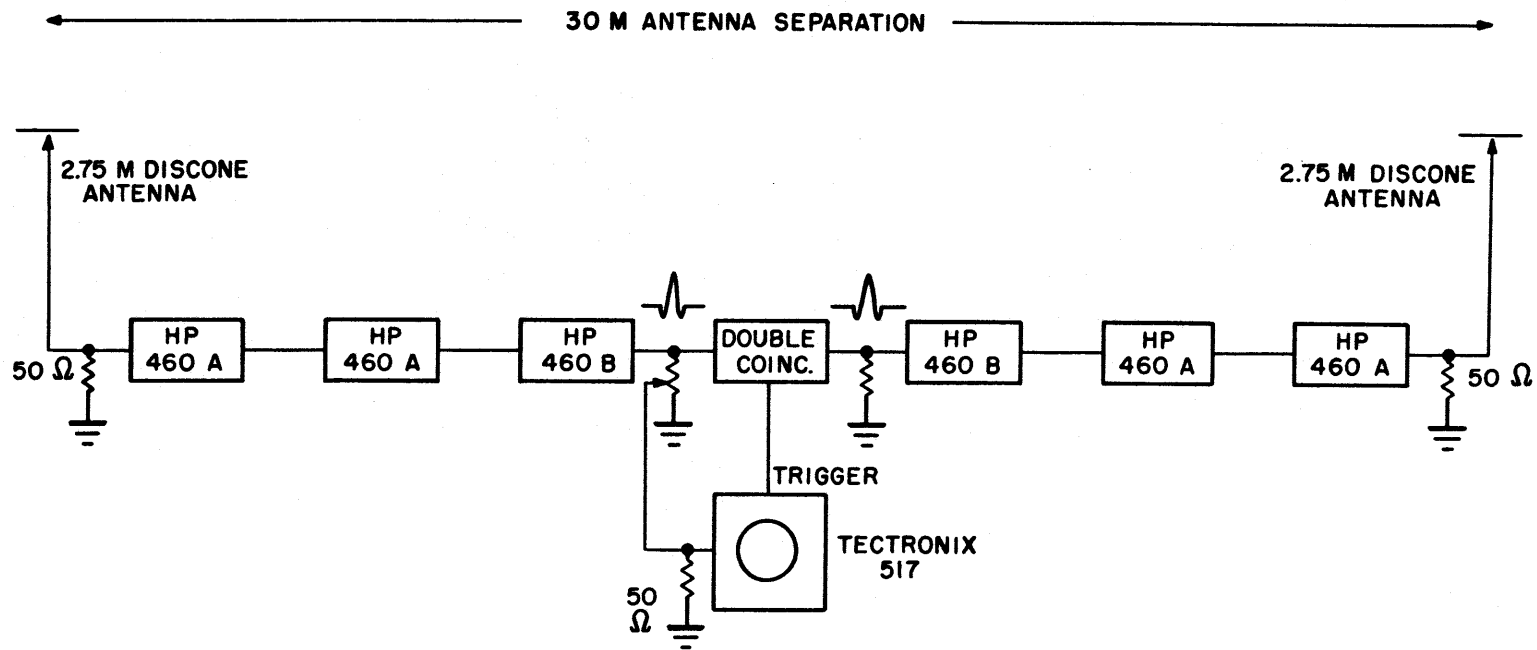 30 M ANTENNA SEPARATION
2.75 M DISCONE
ANTENNA
2.75 M DISCONE
ANTENNA
50 Ω
HP
460 A
HP
460 A
HP
460 B
DOUBLE
COINC.
HP
460 B
HP
460 A
HP
460 A
50 Ω
TRIGGER
TECTRONIX
517
50
Ω